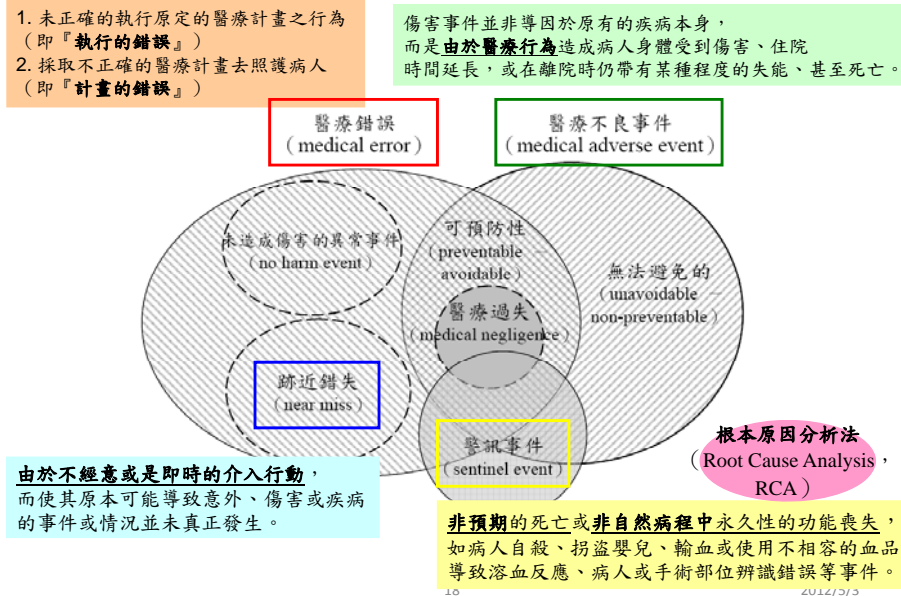 1. 未正確的執行原定的醫療計畫之行為
（即『執行的錯誤』）
2. 採取不正確的醫療計畫去照護病人
（即『計畫的錯誤』）
傷害事件並非導因於原有的疾病本身，
而是由於醫療行為造成病人身體受到傷害、住院
時間延長，或在離院時仍帶有某種程度的失能、甚至死亡。
醫療錯誤
（medical error）
醫療不良事件
（medical adverse event）
未造成傷害的異常事件
（no harm event）
可預防性
（preventable－
avoidable）
無法避免的
（unavoidable－
non-preventable）
醫療過失
（medical negligence）
跡近錯失
（near miss）
警訊事件
（sentinel event）
根本原因分析法
（Root Cause Analysis，
RCA）
由於不經意或是即時的介入行動，
而使其原本可能導致意外、傷害或疾病
的事件或情況並未真正發生。
非預期的死亡或非自然病程中永久性的功能喪失，
如病人自殺、拐盜嬰兒、輸血或使用不相容的血品
導致溶血反應、病人或手術部位辨識錯誤等事件。
18
2012/5/3